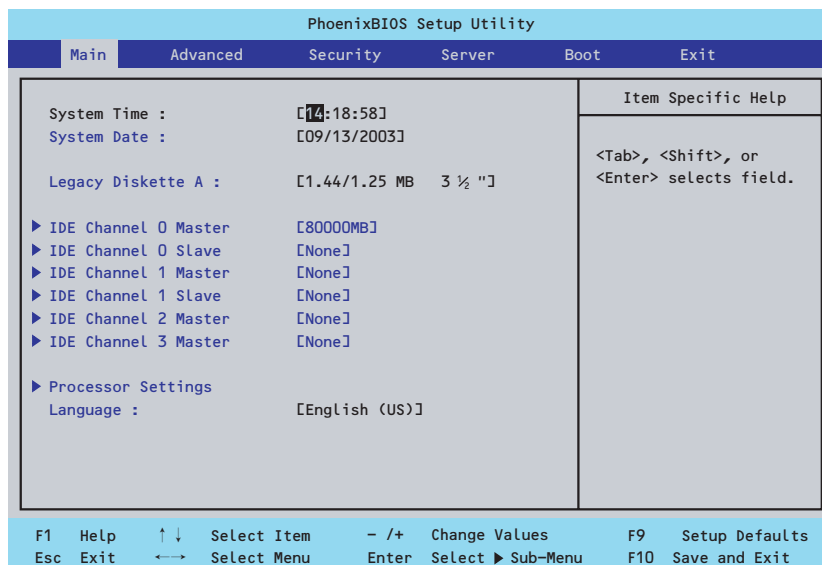 PhoenixBIOS Setup Utility
Main Advanced Security Server Boot Exit
System Time : [14:18:58]
System Date : [09/13/2003]
Legacy Diskette A : [1.44/1.25 MB 3 ½ "]
▶ IDE Channel 0 Master [80000MB]
▶ IDE Channel 0 Slave [None]
▶ IDE Channel 1 Master [None]
▶ IDE Channel 1 Slave [None]
▶ IDE Channel 2 Master [None]
▶ IDE Channel 3 Master [None]
▶ Processor Settings
Language : [English (US)]
Item Specific Help
<Tab>, <Shift>, or
<Enter> selects field.
F1 Help ↑↓ Select Item - /+ Change Values F9 Setup Defaults
Esc Exit ←→ Select Menu Enter Select ▶ Sub-Menu F10 Save and Exit